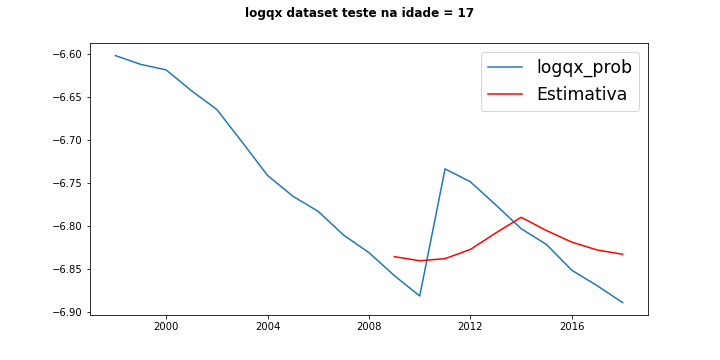 logqx dataset teste na idade = 17
logqx_prob
Estimativa
−6.60
−6.65
−6.70
−6.75
−6.80
−6.85
−6.90
2000 2004 2008 2012 2016